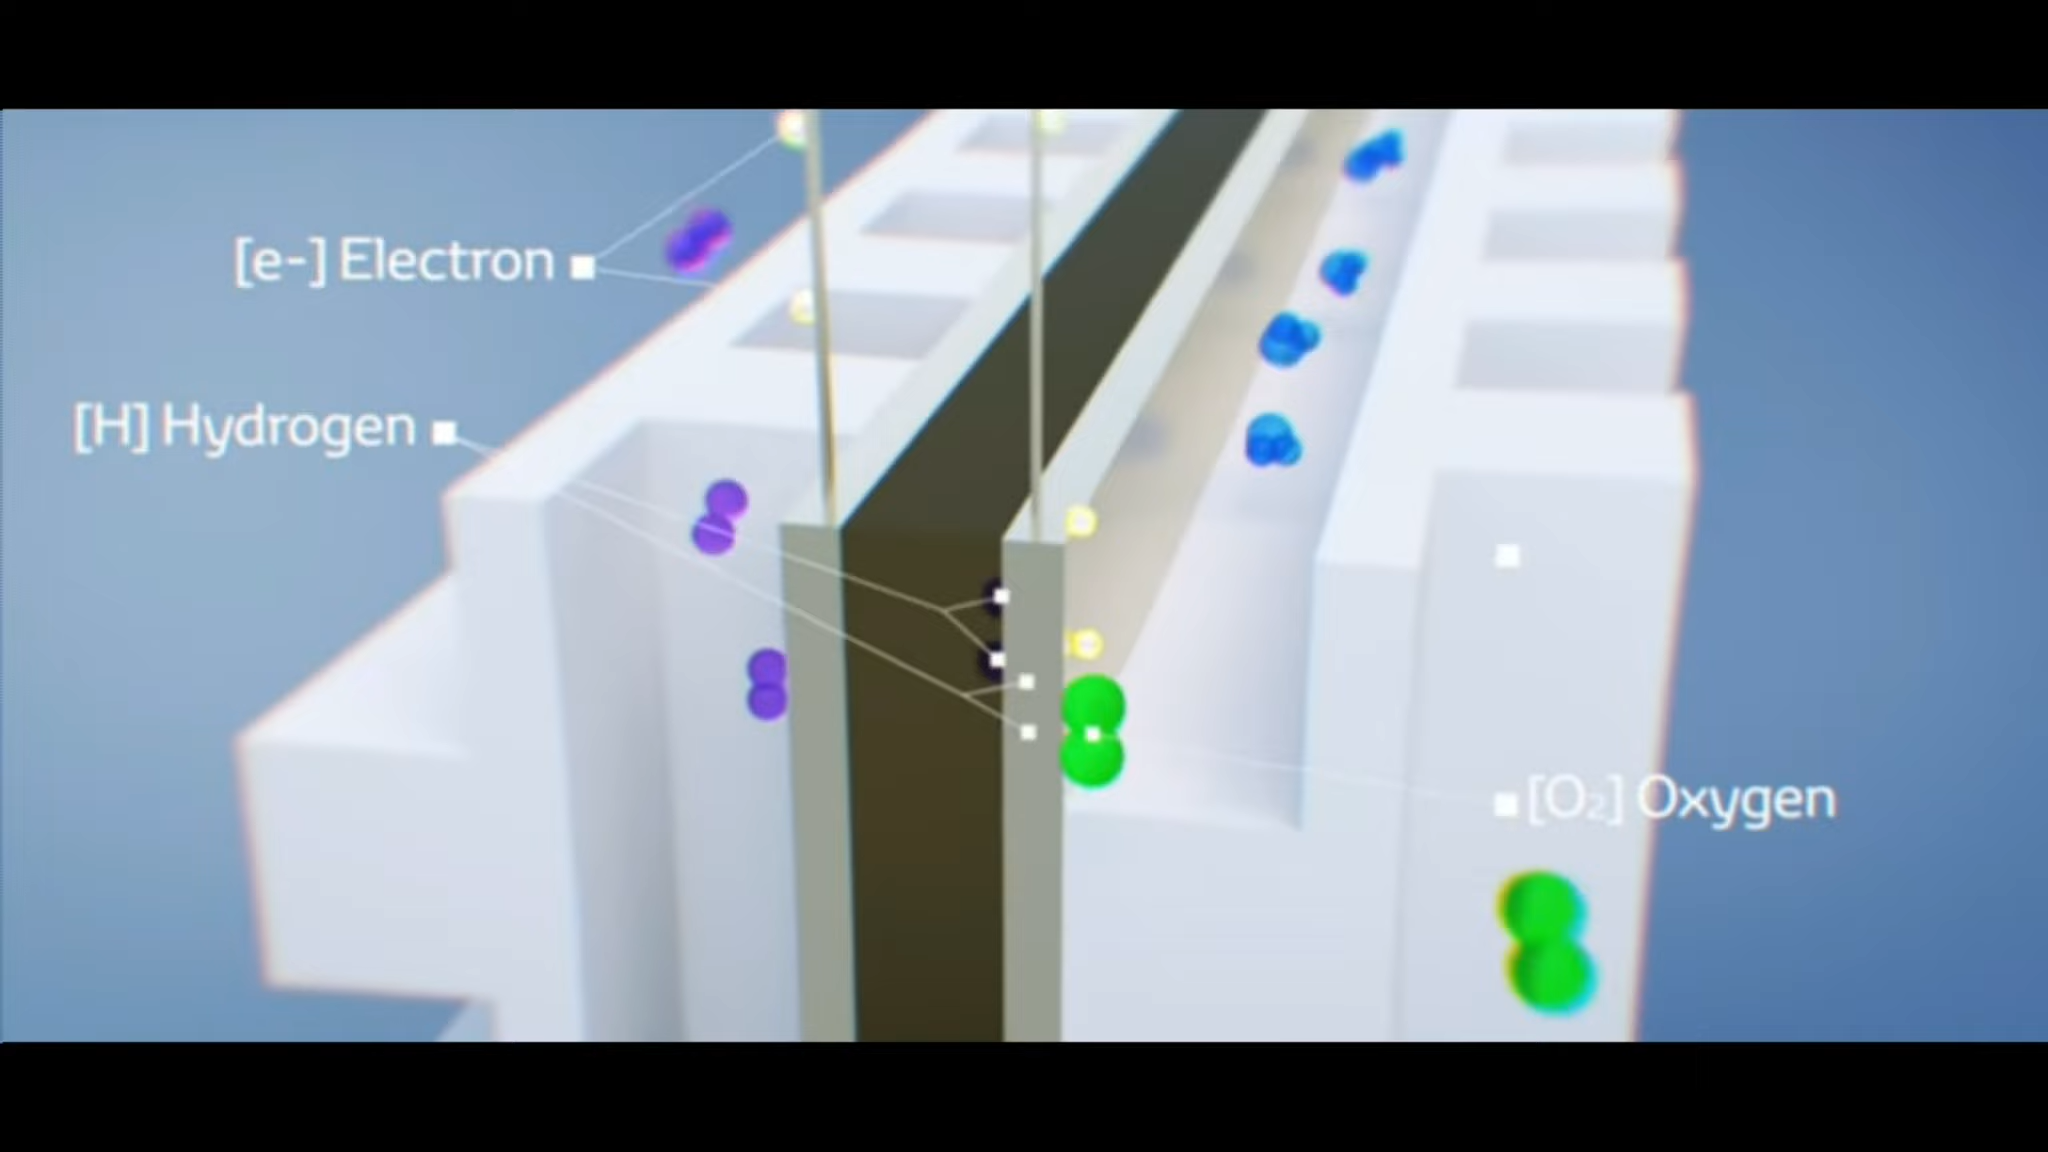 [e-] Electron
[H] Hydrogen
[O₂] Oxygen